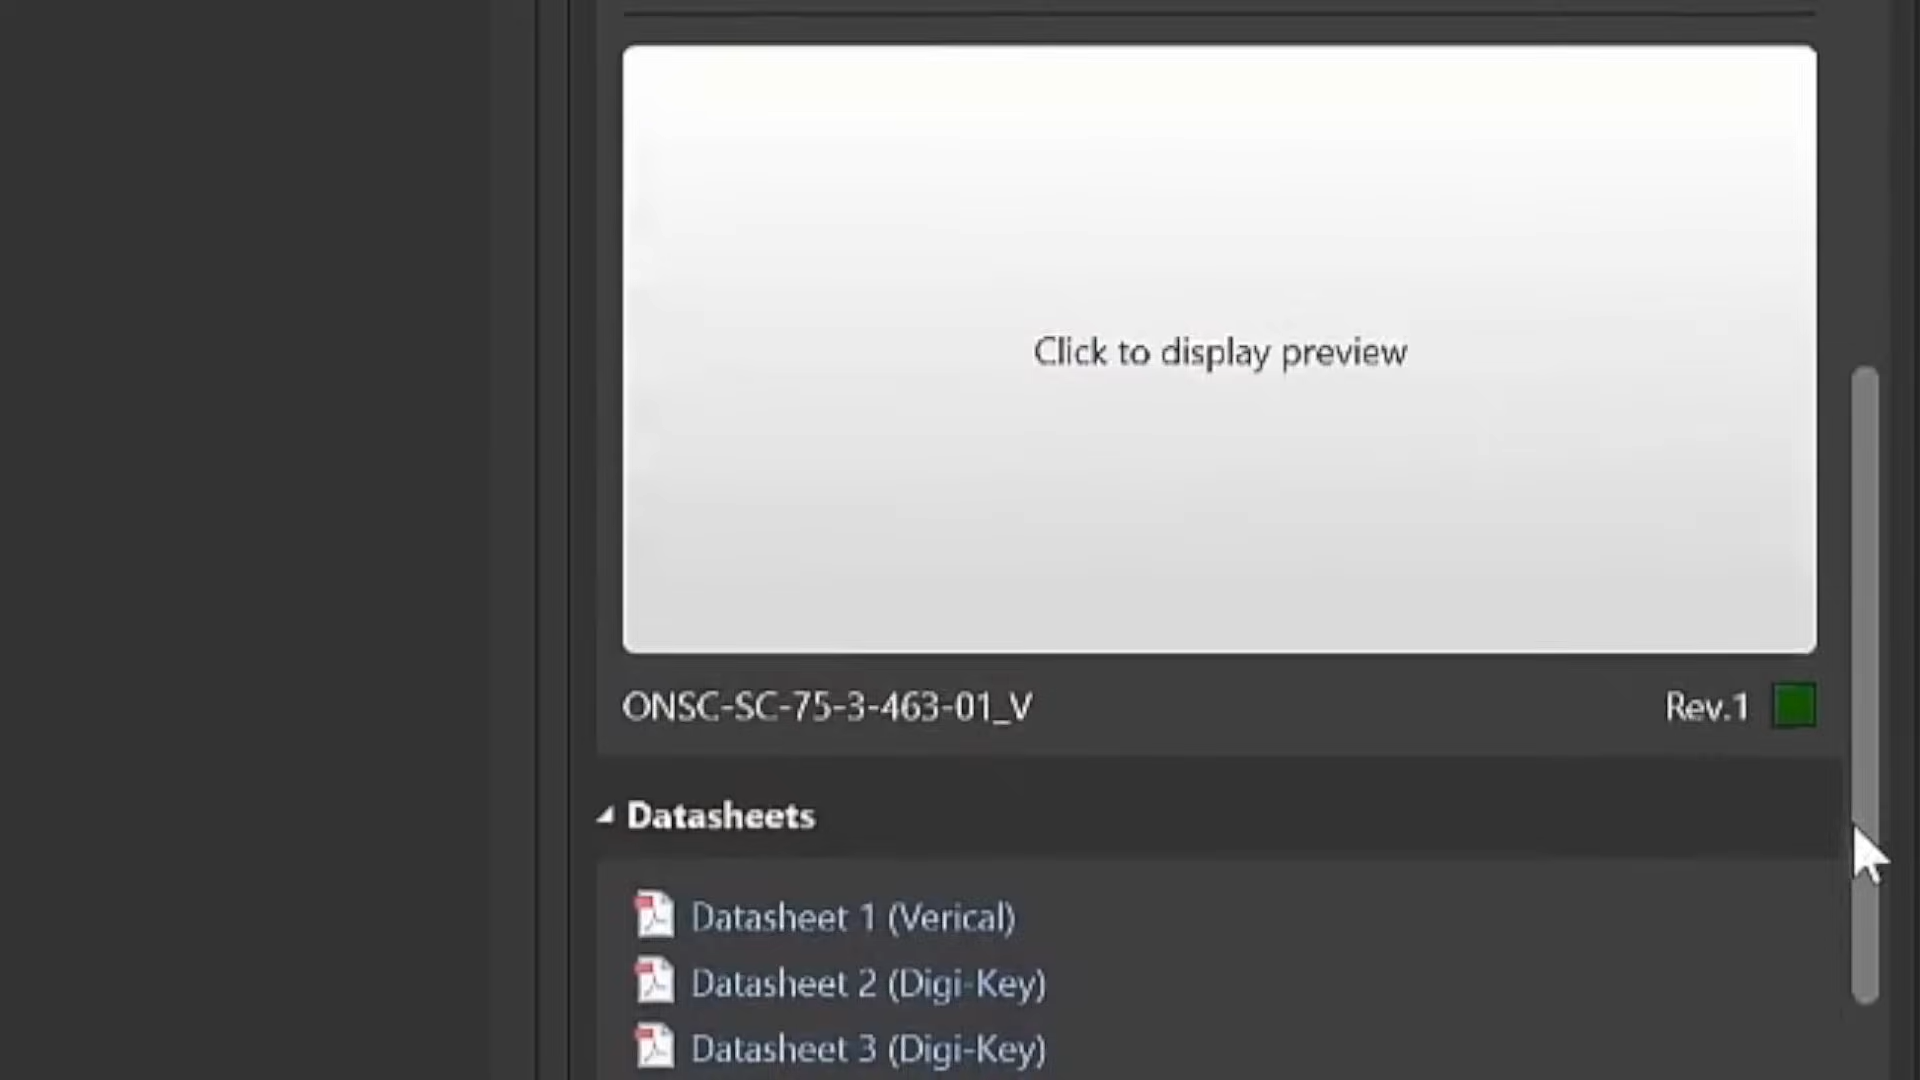 Click to display preview
ONSC-SC-75-3-463-01_V
Rev.1
Datasheets
Datasheet 1 (Verical)
Datasheet 2 (Digi-Key)
Datasheet 3 (Digi-Key)